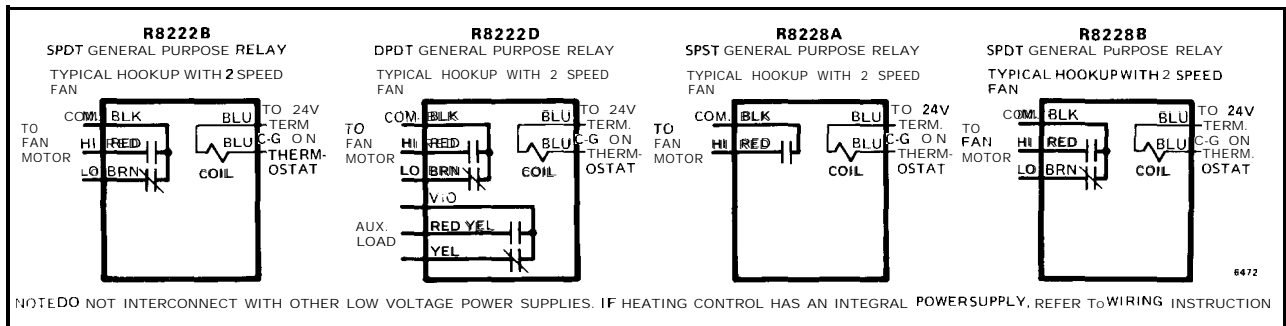 R8222B
SPDT GENERAL PURPOSE RELAY
TYPICAL HOOKUP WITH 2 SPEED
FAN
COM. BLK
BLU
TO 24V
TERM.
TO
FAN
MOTOR
HI RED
BLU
C-G ON
THERM-
OSTAT
LO BRN
COIL
R8222D
DPDT GENERAL PURPOSE RELAY
TYPICAL HOOKUP WITH 2 SPEED
FAN
COM. BLK
BLU
TO 24V
TERM.
TO
FAN
MOTOR
HI RED
BLU
C-G ON
THERM-
OSTAT
LO BRN
COIL
VIO
AUX.
LOAD
RED YEL
YEL
R8228A
SPST GENERAL PURPOSE RELAY
TYPICAL HOOKUP WITH 2 SPEED
FAN
COM. BLK
BLU
TO 24V
TERM.
TO
FAN
MOTOR
HI RED
BLU
C-G ON
THERM-
OSTAT
COIL
R8228B
SPDT GENERAL PuRPOSE RELAY
TYPICAL HOOKUP WITH 2 SPEED
FAN
COM. BLK
BLU
TO 24V
TERM.
TO
FAN
MOTOR
HI RED
BLU
C-G ON
THERM-
OSTAT
LO BRN
COIL
6472
NOTE DO NOT INTERCONNECT WITH OTHER LOW VOLTAGE POWER SUPPLIES. IF HEATING CONTROL HAS AN INTEGRAL POWER SUPPLY, REFER To WIRING INSTRUCTION